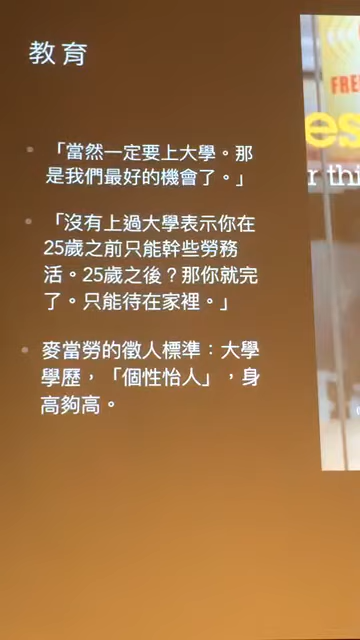 教育
「當然一定要上大學。那
是我們最好的機會了。」
「沒有上過大學表示你在
25歲之前只能幹些勞務
活。25歲之後？那你就完
了。只能待在家裡。」
麥當勞的徵人標準：大學
學歷，「個性怡人」，身
高夠高。
FRE
es
r thi